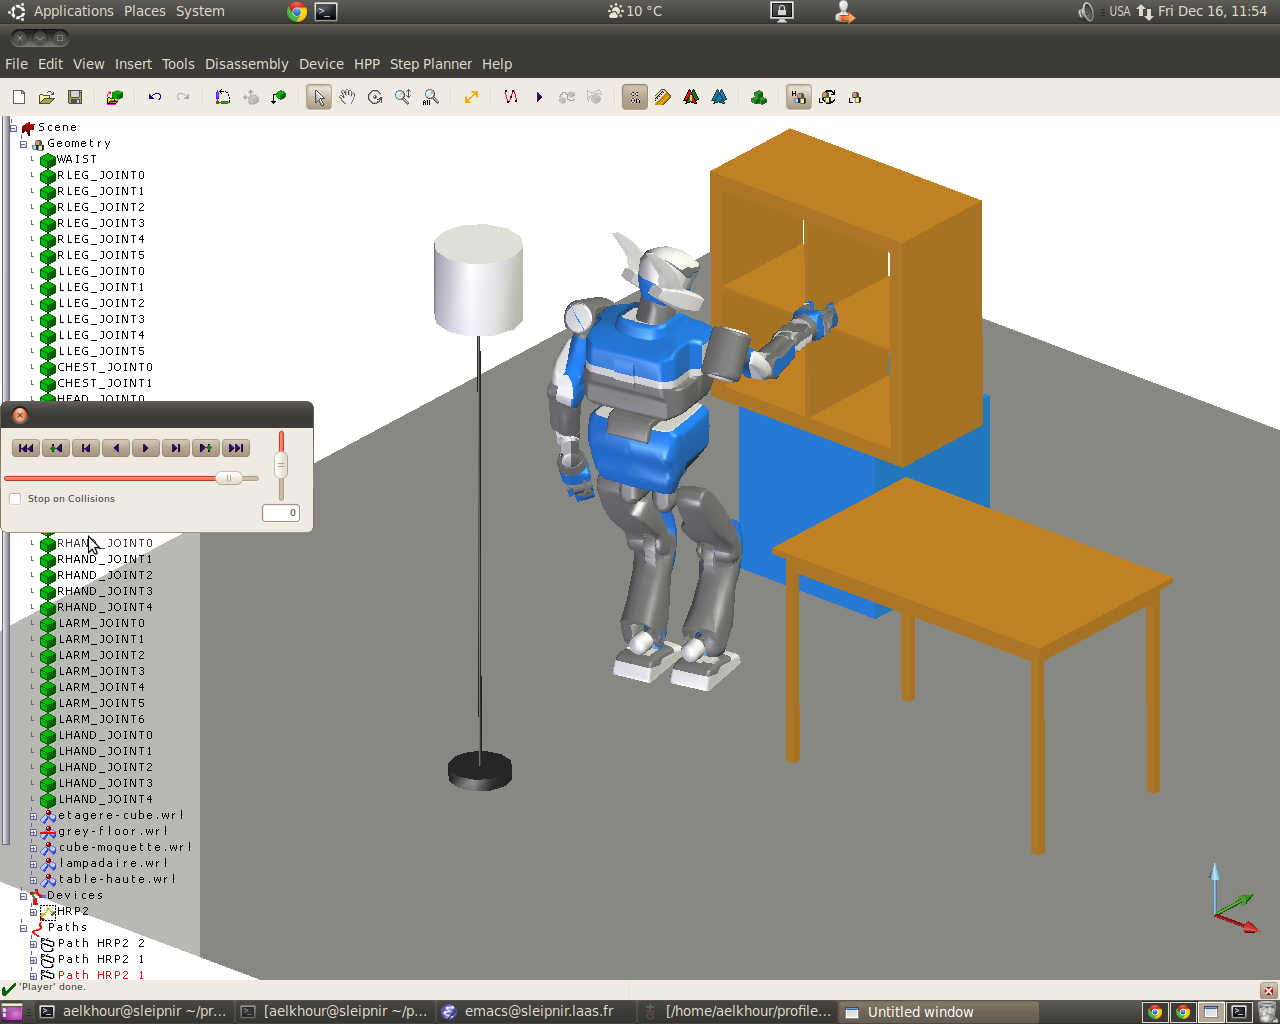 Applications Places System
10 °C
USA Fri Dec 16, 11:54
File Edit View Insert Tools Disassembly Device HPP Step Planner Help
Scene
Geometry
WAIST
RLEG_JOINT0
RLEG_JOINT1
RLEG_JOINT2
RLEG_JOINT3
RLEG_JOINT4
RLEG_JOINT5
LLEG_JOINT0
LLEG_JOINT1
LLEG_JOINT2
LLEG_JOINT3
LLEG_JOINT4
LLEG_JOINT5
CHEST_JOINT0
CHEST_JOINT1
HEAD_JOINT0
Stop on Collisions
0
RHAND_JOINT0
RHAND_JOINT1
RHAND_JOINT2
RHAND_JOINT3
RHAND_JOINT4
LARM_JOINT0
LARM_JOINT1
LARM_JOINT2
LARM_JOINT3
LARM_JOINT4
LARM_JOINT5
LARM_JOINT6
LHAND_JOINT0
LHAND_JOINT1
LHAND_JOINT2
LHAND_JOINT3
LHAND_JOINT4
etagere-cube.wrl
grey-floor.wrl
cube-moquette.wrl
lampadaire.wrl
table-haute.wrl
Devices
HRP2
Paths
Path HRP2 2
Path HRP2 1
Path HRP2 1
'Player' done.
aelkhour@sleipnir ~/pr... [aelkhour@sleipnir ~/p... emacs@sleipnir.laas.fr [/home/aelkhour/profile... Untitled window